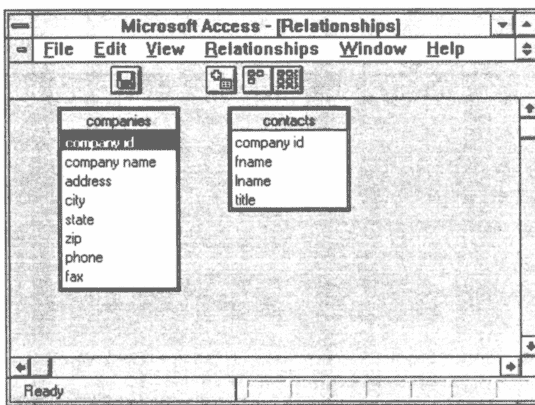 Microsoft Access - [Relationships]
File Edit View Relationships Window Help
companies
company id
company name
address
city
state
zip
phone
fax
contacts
company id
fname
lname
title
Ready